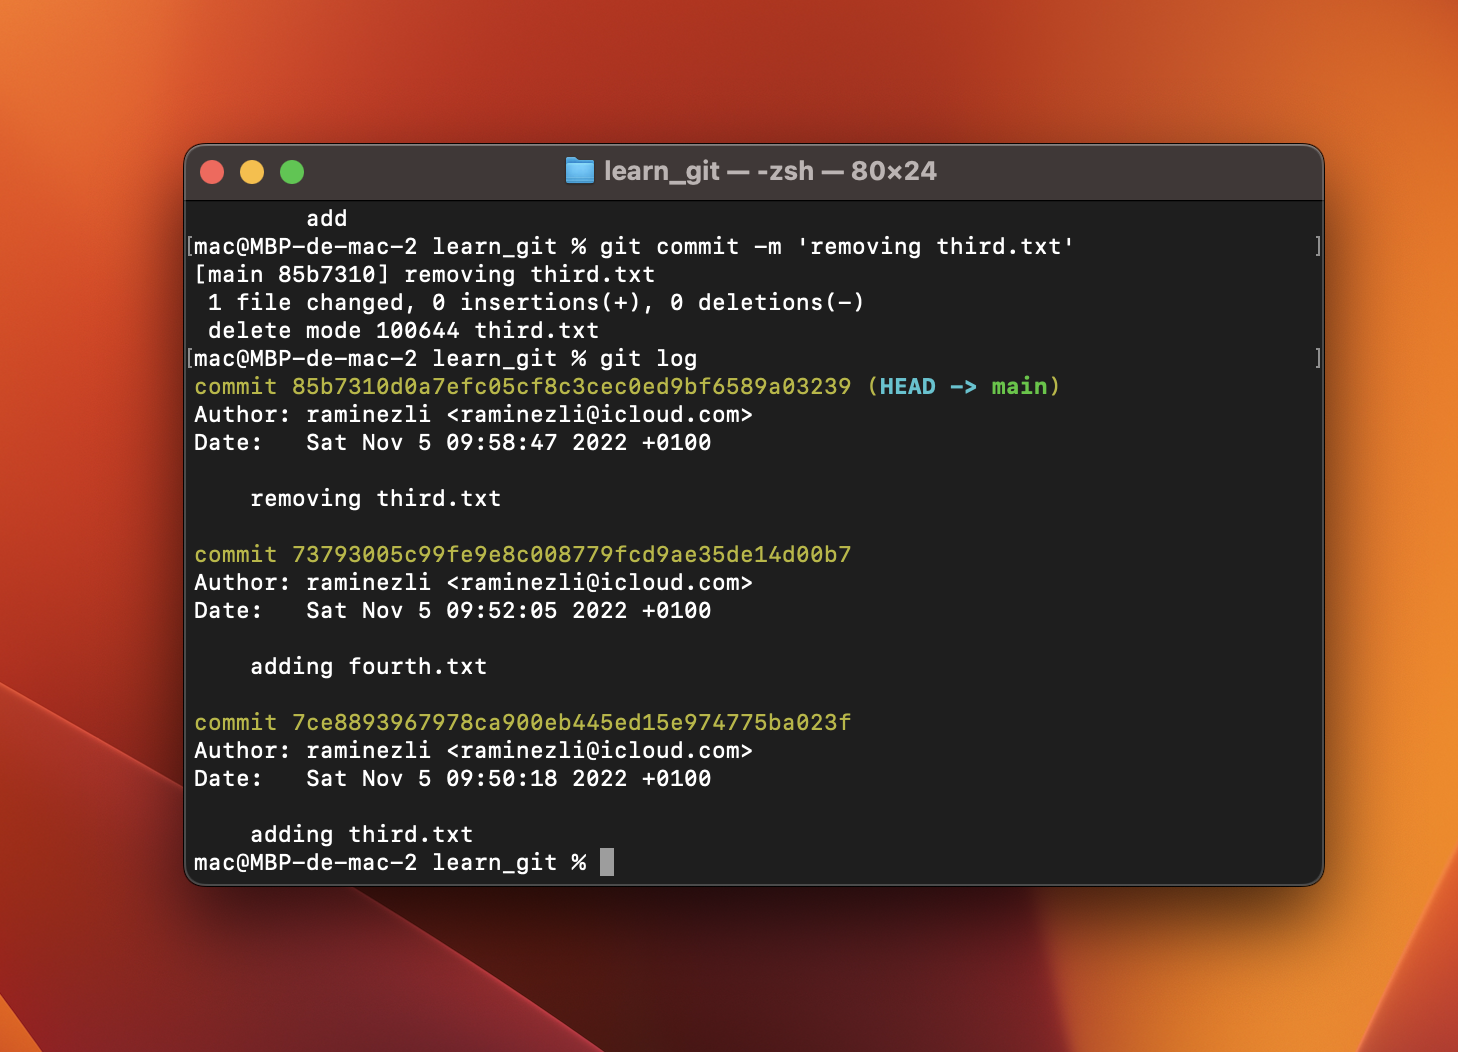 learn_git — -zsh — 80×24
add
[mac@MBP-de-mac-2 learn_git % git commit -m 'removing third.txt' ]
[main 85b7310] removing third.txt
1 file changed, 0 insertions(+), 0 deletions(-)
delete mode 100644 third.txt
[mac@MBP-de-mac-2 learn_git % git log ]
commit 85b7310d0a7efc05cf8c3cec0ed9bf6589a03239 (HEAD -> main)
Author: raminezli <raminezli@icloud.com>
Date:   Sat Nov 5 09:58:47 2022 +0100
removing third.txt
commit 73793005c99fe9e8c008779fcd9ae35de14d00b7
Author: raminezli <raminezli@icloud.com>
Date:   Sat Nov 5 09:52:05 2022 +0100
adding fourth.txt
commit 7ce8893967978ca900eb445ed15e974775ba023f
Author: raminezli <raminezli@icloud.com>
Date:   Sat Nov 5 09:50:18 2022 +0100
adding third.txt
mac@MBP-de-mac-2 learn_git %